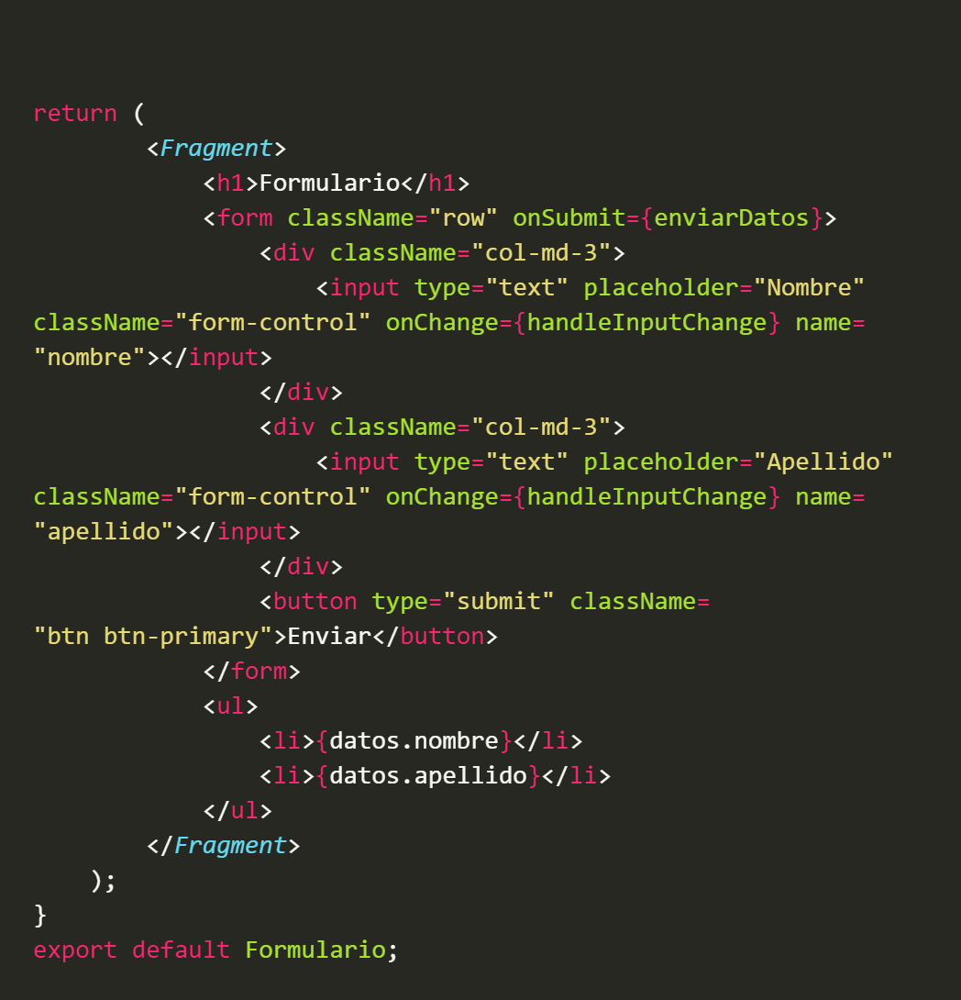 return (
        <Fragment>
            <h1>Formulario</h1>
            <form className="row" onSubmit={enviarDatos}>
                <div className="col-md-3">
                    <input type="text" placeholder="Nombre"
className="form-control" onChange={handleInputChange} name=
"nombre"></input>
                </div>
                <div className="col-md-3">
                    <input type="text" placeholder="Apellido"
className="form-control" onChange={handleInputChange} name=
"apellido"></input>
                </div>
                <button type="submit" className=
"btn btn-primary">Enviar</button>
            </form>
            <ul>
                <li>{datos.nombre}</li>
                <li>{datos.apellido}</li>
            </ul>
        </Fragment>
    );
}
export default Formulario;